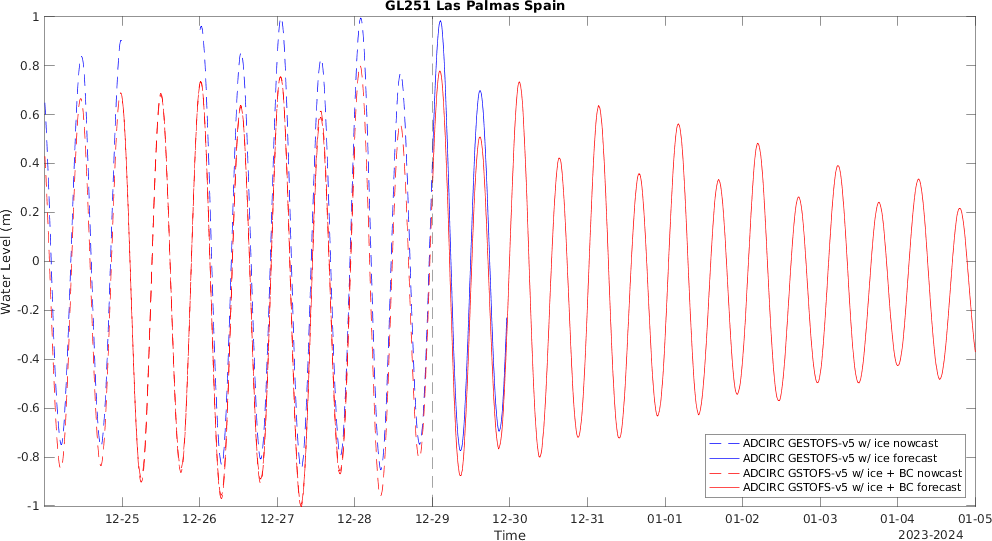 GL251 Las Palmas Spain
1
0.8
0.6
0.4
0.2
0
-0.2
-0.4
-0.6
-0.8
-1
Water Level (m)
ADCIRC GESTOFS-v5 w/ ice nowcast
ADCIRC GESTOFS-v5 w/ ice forecast
ADCIRC GSTOFS-v5 w/ ice + BC nowcast
ADCIRC GSTOFS-v5 w/ ice + BC forecast
12-25 12-26 12-27 12-28 12-29 12-30 12-31 01-01 01-02 01-03 01-04 01-05
Time
2023-2024